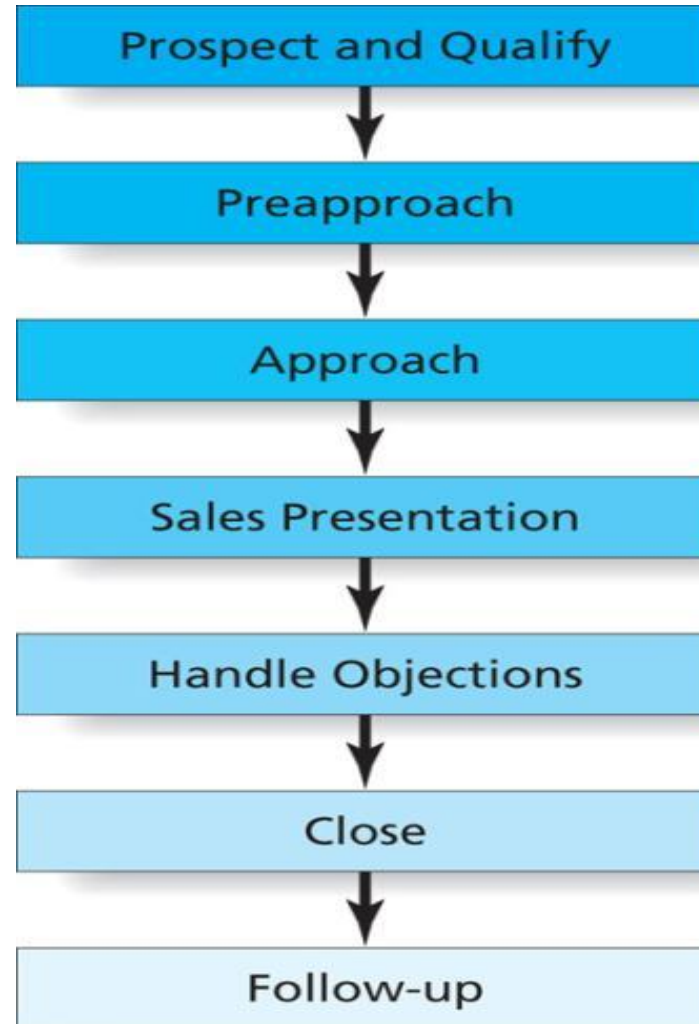 Prospect and Qualify
Preapproach
Approach
Sales Presentation
Handle Objections
Close
Follow-up